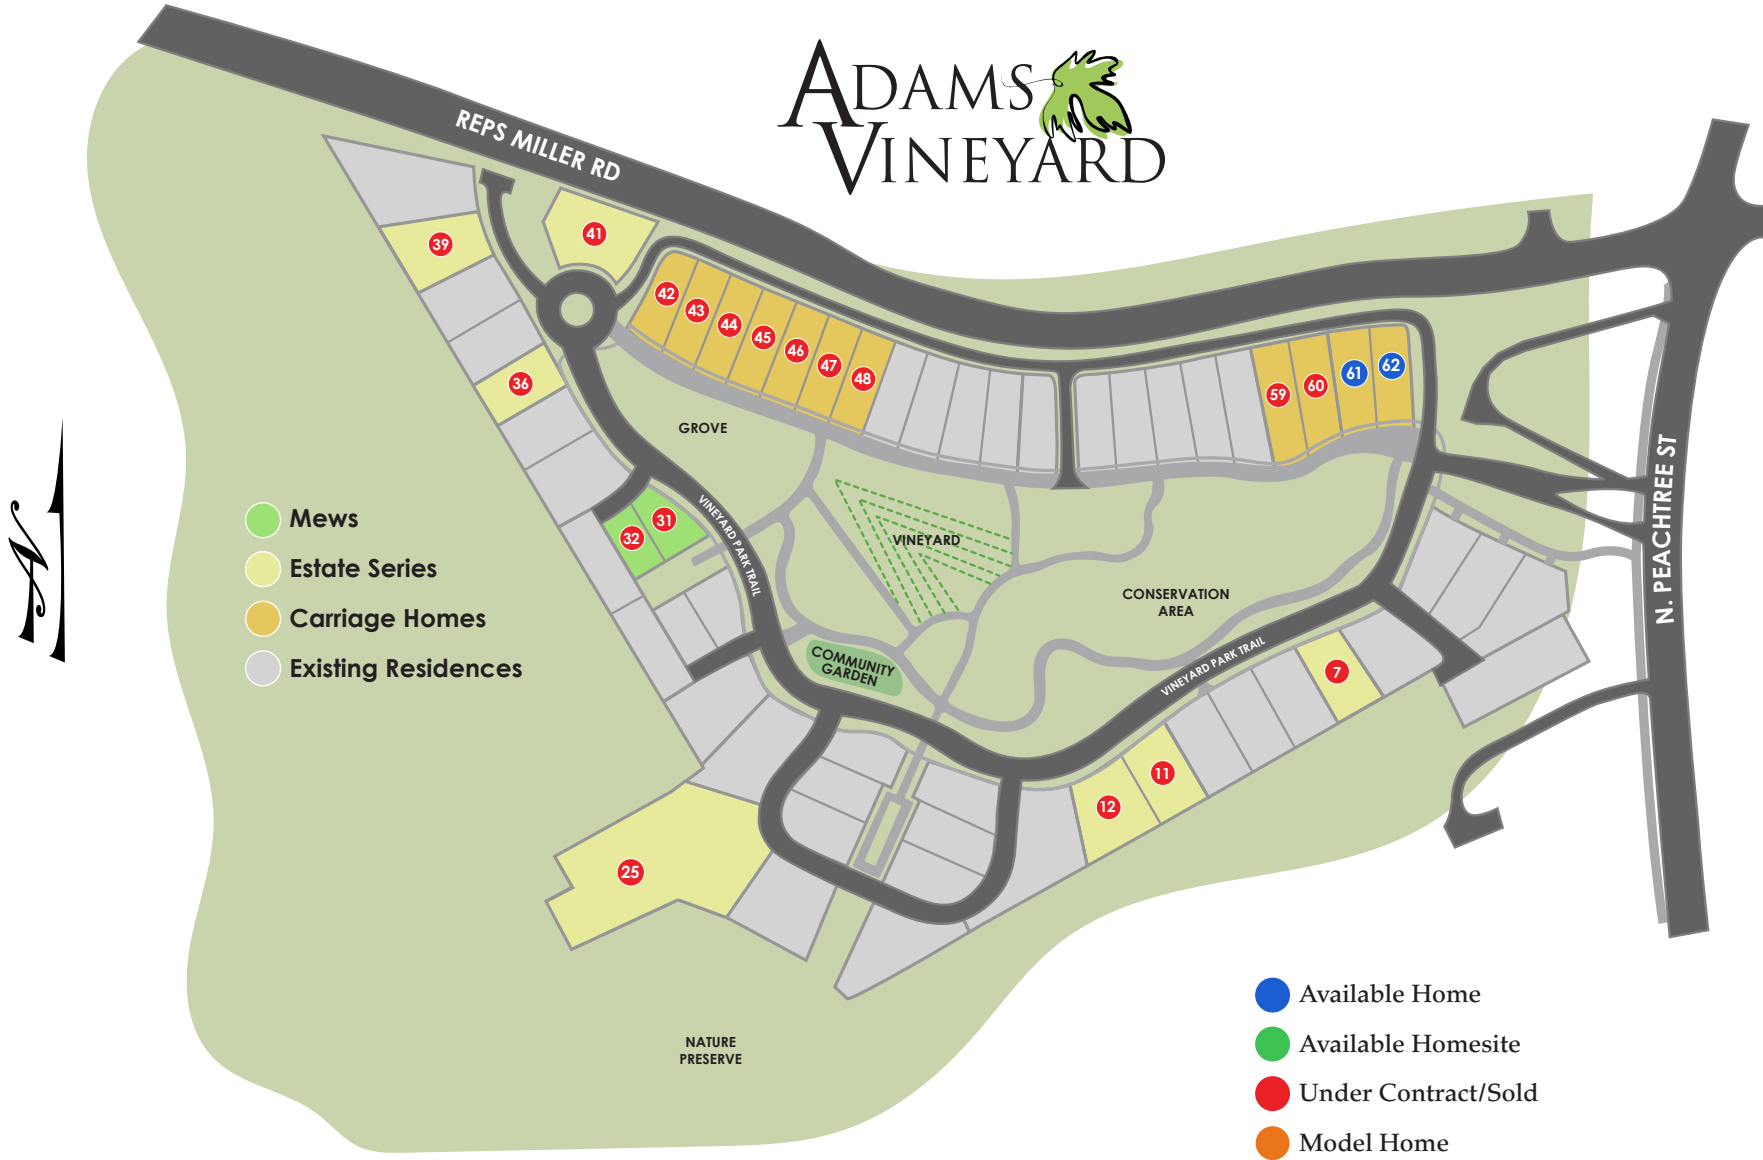 ADAMS
VINEYARD
REPS MILLER RD
N. PEACHTREE ST
39
41
42
43
44
45
46
47
48
59
60
61
62
36
GROVE
VINEYARD
CONSERVATION
AREA
VINEYARD PARK TRAIL
31
32
N
Mews
Estate Series
Carriage Homes
Existing Residences
COMMUNITY
GARDEN
VINEYARD PARK TRAIL
7
11
12
25
NATURE
PRESERVE
Available Home
Available Homesite
Under Contract/Sold
Model Home